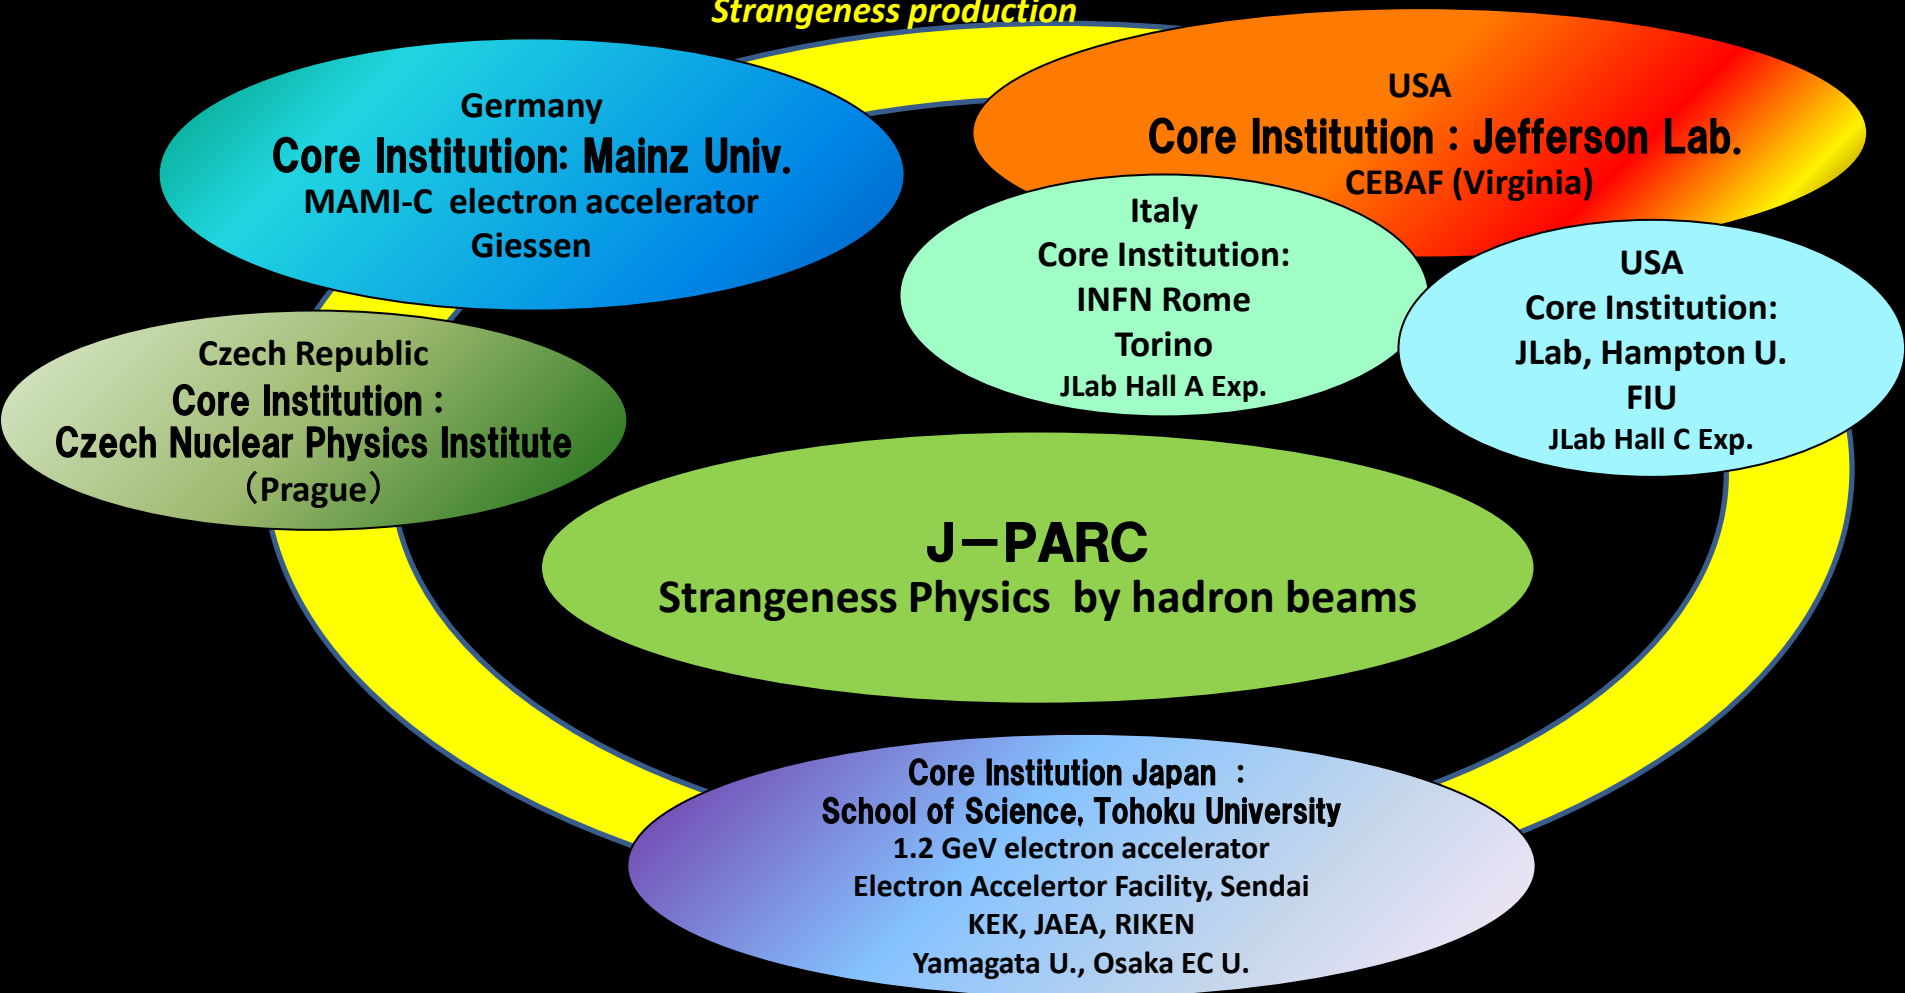 Strangeness production
Germany
Core Institution: Mainz Univ.
MAMI-C electron accelerator
Giessen
USA
Core Institution : Jefferson Lab.
CEBAF (Virginia)
Italy
Core Institution:
INFN Rome
Torino
JLab Hall A Exp.
USA
Core Institution:
JLab, Hampton U.
FIU
JLab Hall C Exp.
Czech Republic
Core Institution :
Czech Nuclear Physics Institute
（Prague）
J－PARC
Strangeness Physics by hadron beams
Core Institution Japan :
School of Science, Tohoku University
1.2 GeV electron accelerator
Electron Accelertor Facility, Sendai
KEK, JAEA, RIKEN
Yamagata U., Osaka EC U.